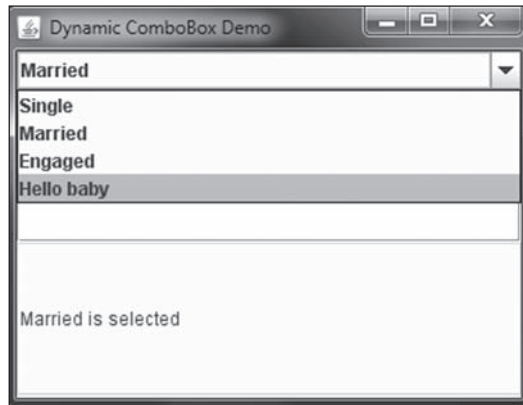 Dynamic ComboBox Demo
Married
Single
Married
Engaged
Hello baby
Married is selected